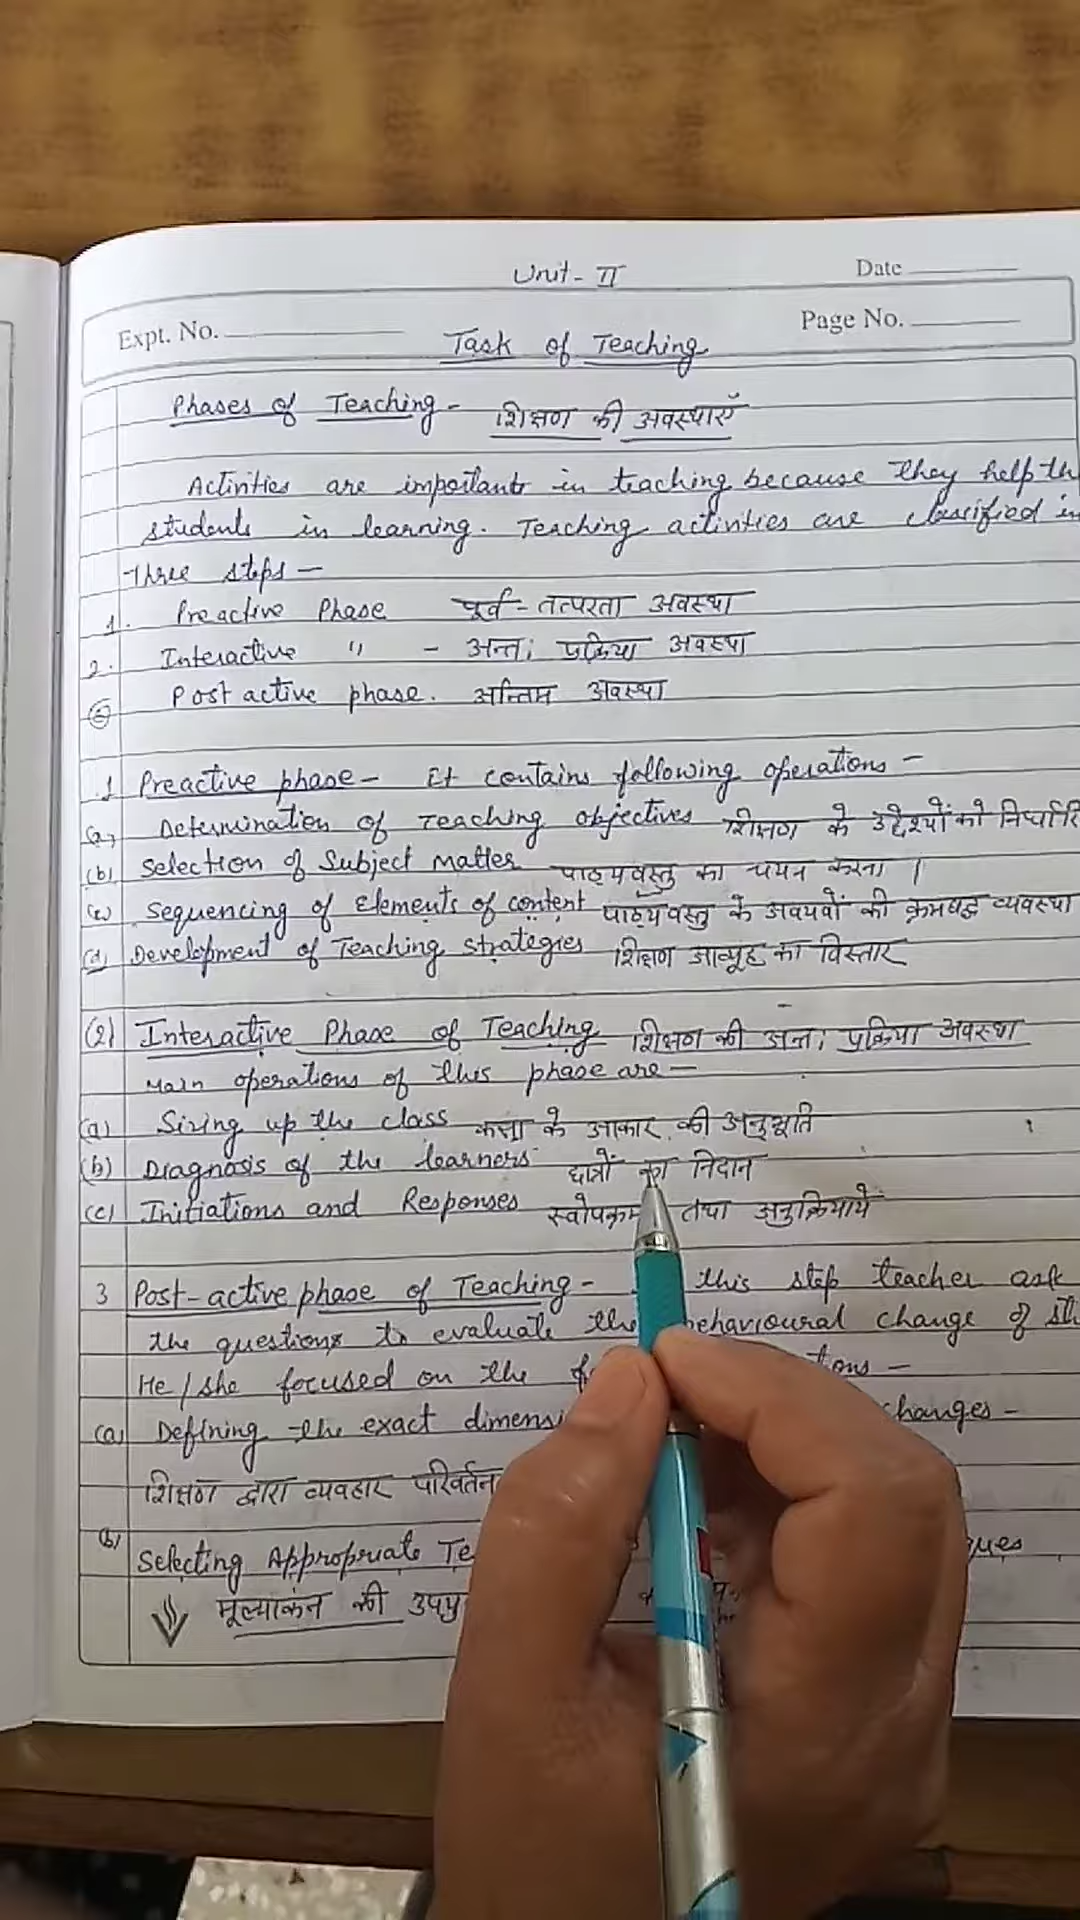 Unit - II
Date
Expt. No.
Page No.
Task of Teaching
Phases of Teaching - शिक्षण की अवस्थाएँ
Activities are important in teaching because they help th
students in learning. Teaching activities are classified in
Three steps —
1. Preactive Phase पूर्व - तत्परता अवस्था
2. Interactive " - अन्त: प्रक्रिया अवस्था
③ Post active phase. अन्तिम अवस्था
1 Preactive phase - It contains following operations -
(a) Determination of Teaching objectives शिक्षण के उद्देश्यों को निर्धारि
(b) Selection of Subject Matter पाठ्यवस्तु का चयन करना ।
(c) Sequencing of Elements of content पाठ्यवस्तु के अवयवों की क्रमबद्ध व्यवस्था
(d) Development of Teaching strategies शिक्षण आव्यूह का विस्तार
(2) Interactive Phase of Teaching शिक्षण की अन्त: प्रक्रिया अवस्था
Main operations of this phase are —
(a) Sizing up the class कक्षा के आकार की अनुभूति
(b) Diagnosis of the learners छात्रों का निदान
(c) Initiations and Responses तथा अनुक्रियायें
3 Post-active phase of Teaching - this step teacher ask
the questions to evaluate the behavioural change of st
He/she focused on the
(a) Defining the exact changes -
शिक्षण द्वारा व्यवहार परिवर्तन
(b) Selecting Appropriate
मूल्याकंन की